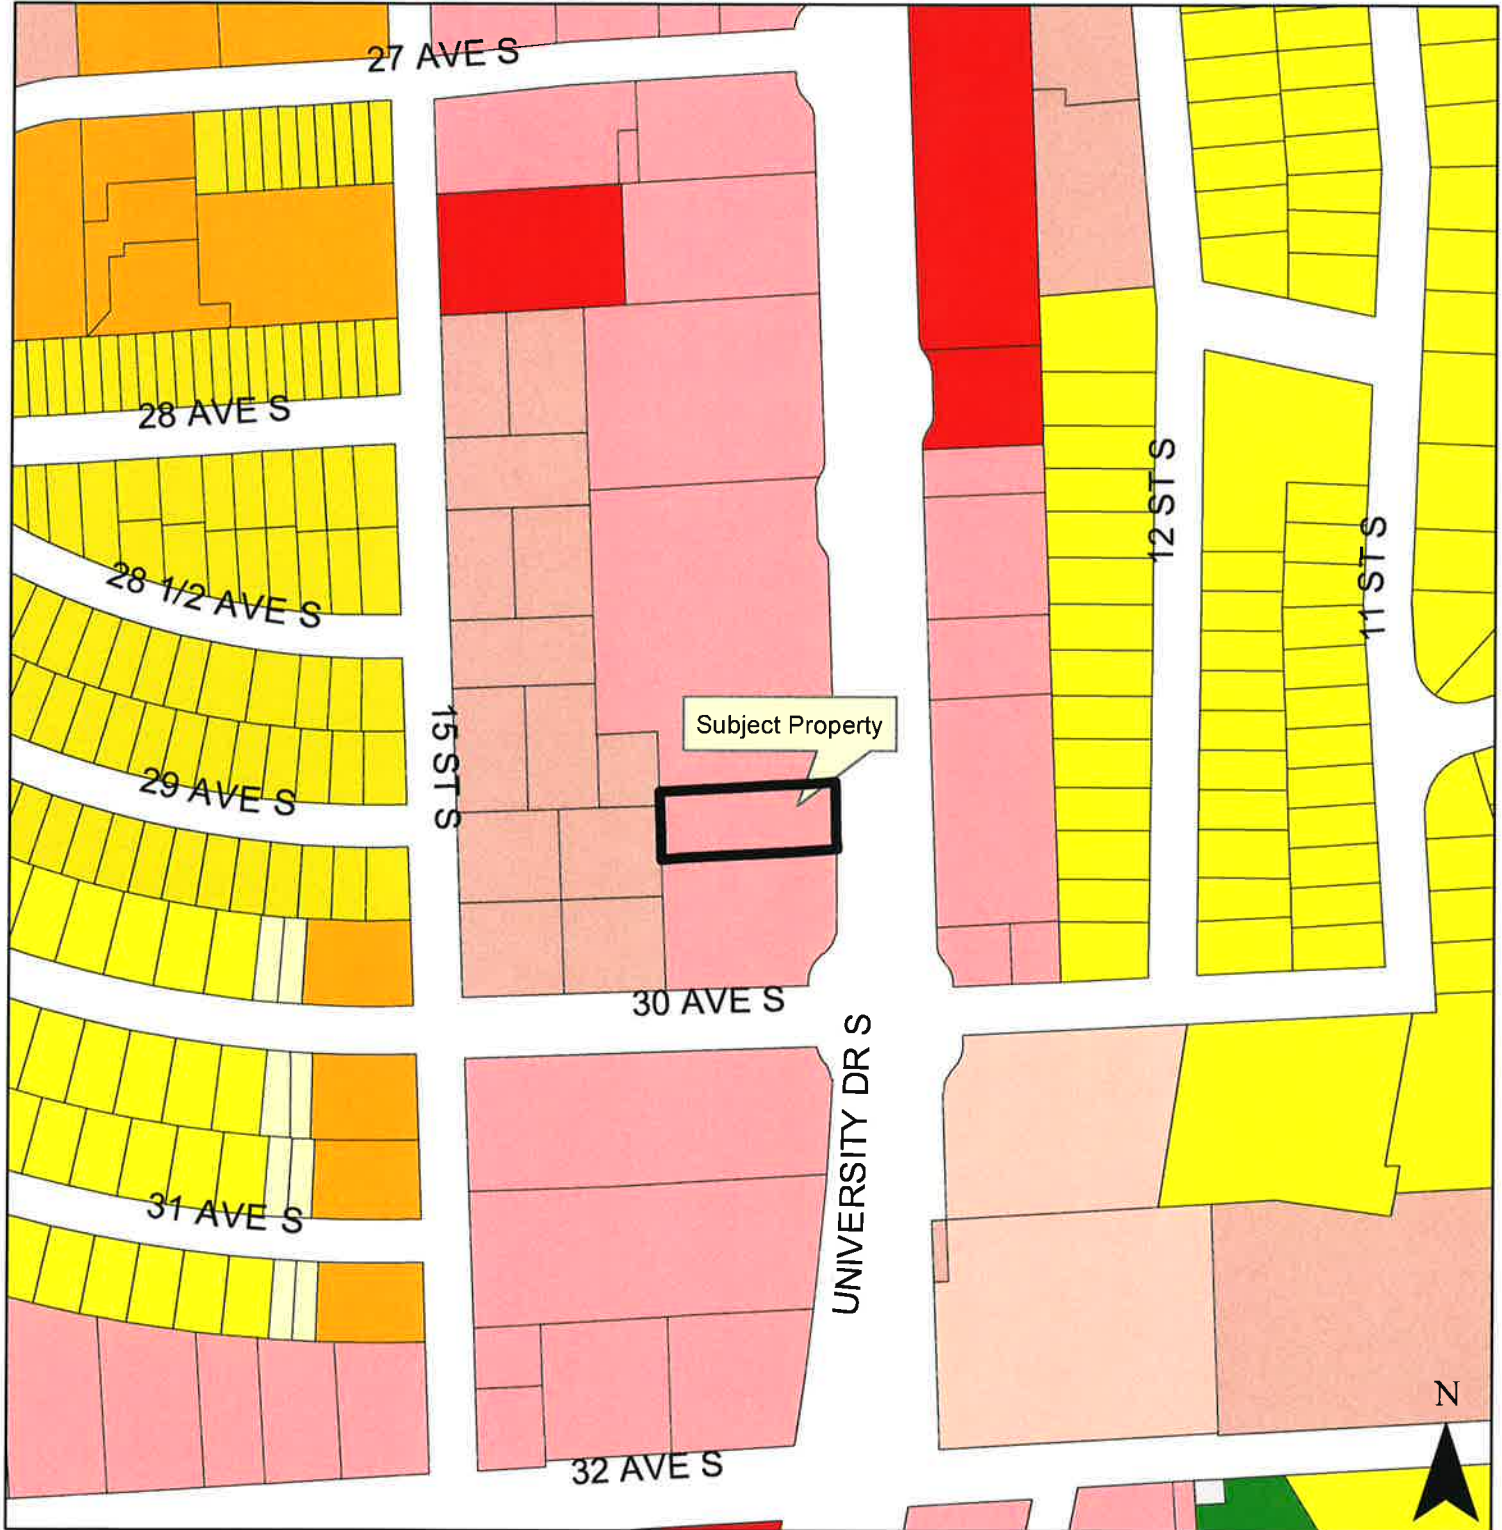 27 AVE S
28 AVE S
12 ST S
11 ST S
28 1/2 AVE S
Subject Property
15 ST S
29 AVE S
30 AVE S
UNIVERSITY DR S
31 AVE S
N
32 AVE S